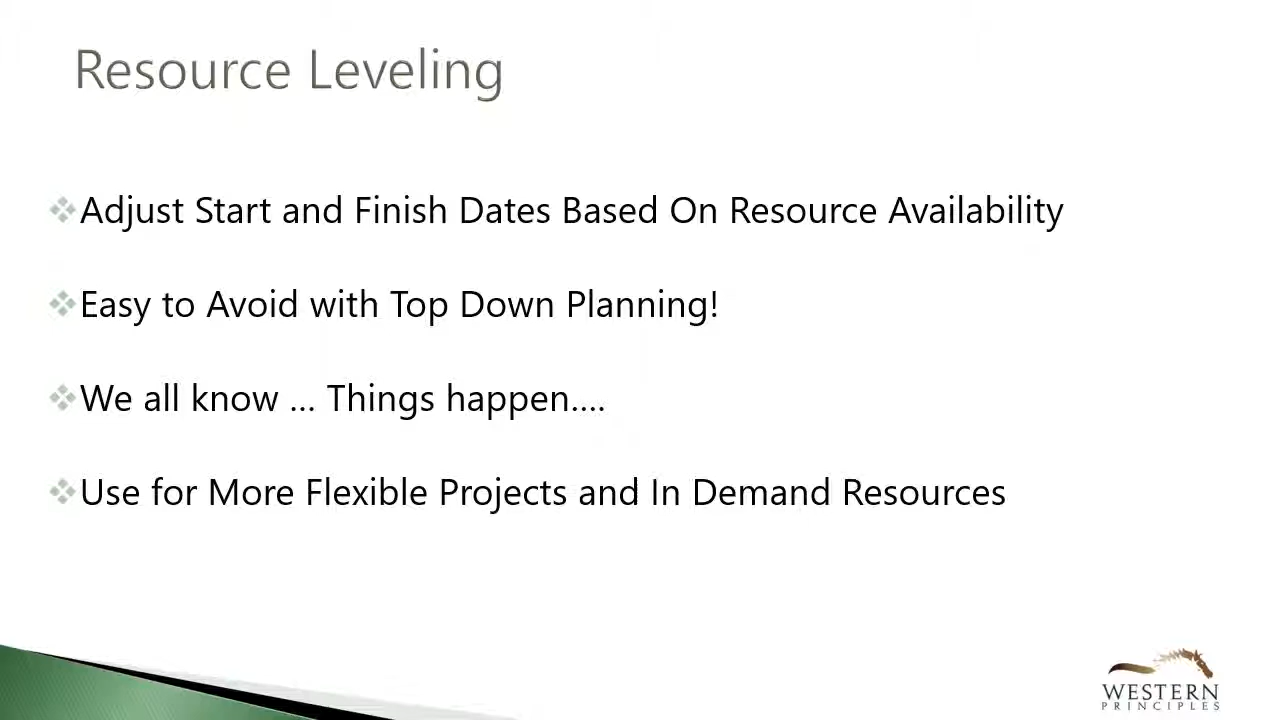 Resource Leveling
Adjust Start and Finish Dates Based On Resource Availability
Easy to Avoid with Top Down Planning!
We all know ... Things happen....
Use for More Flexible Projects and In Demand Resources
WESTERN
PRINCIPLES